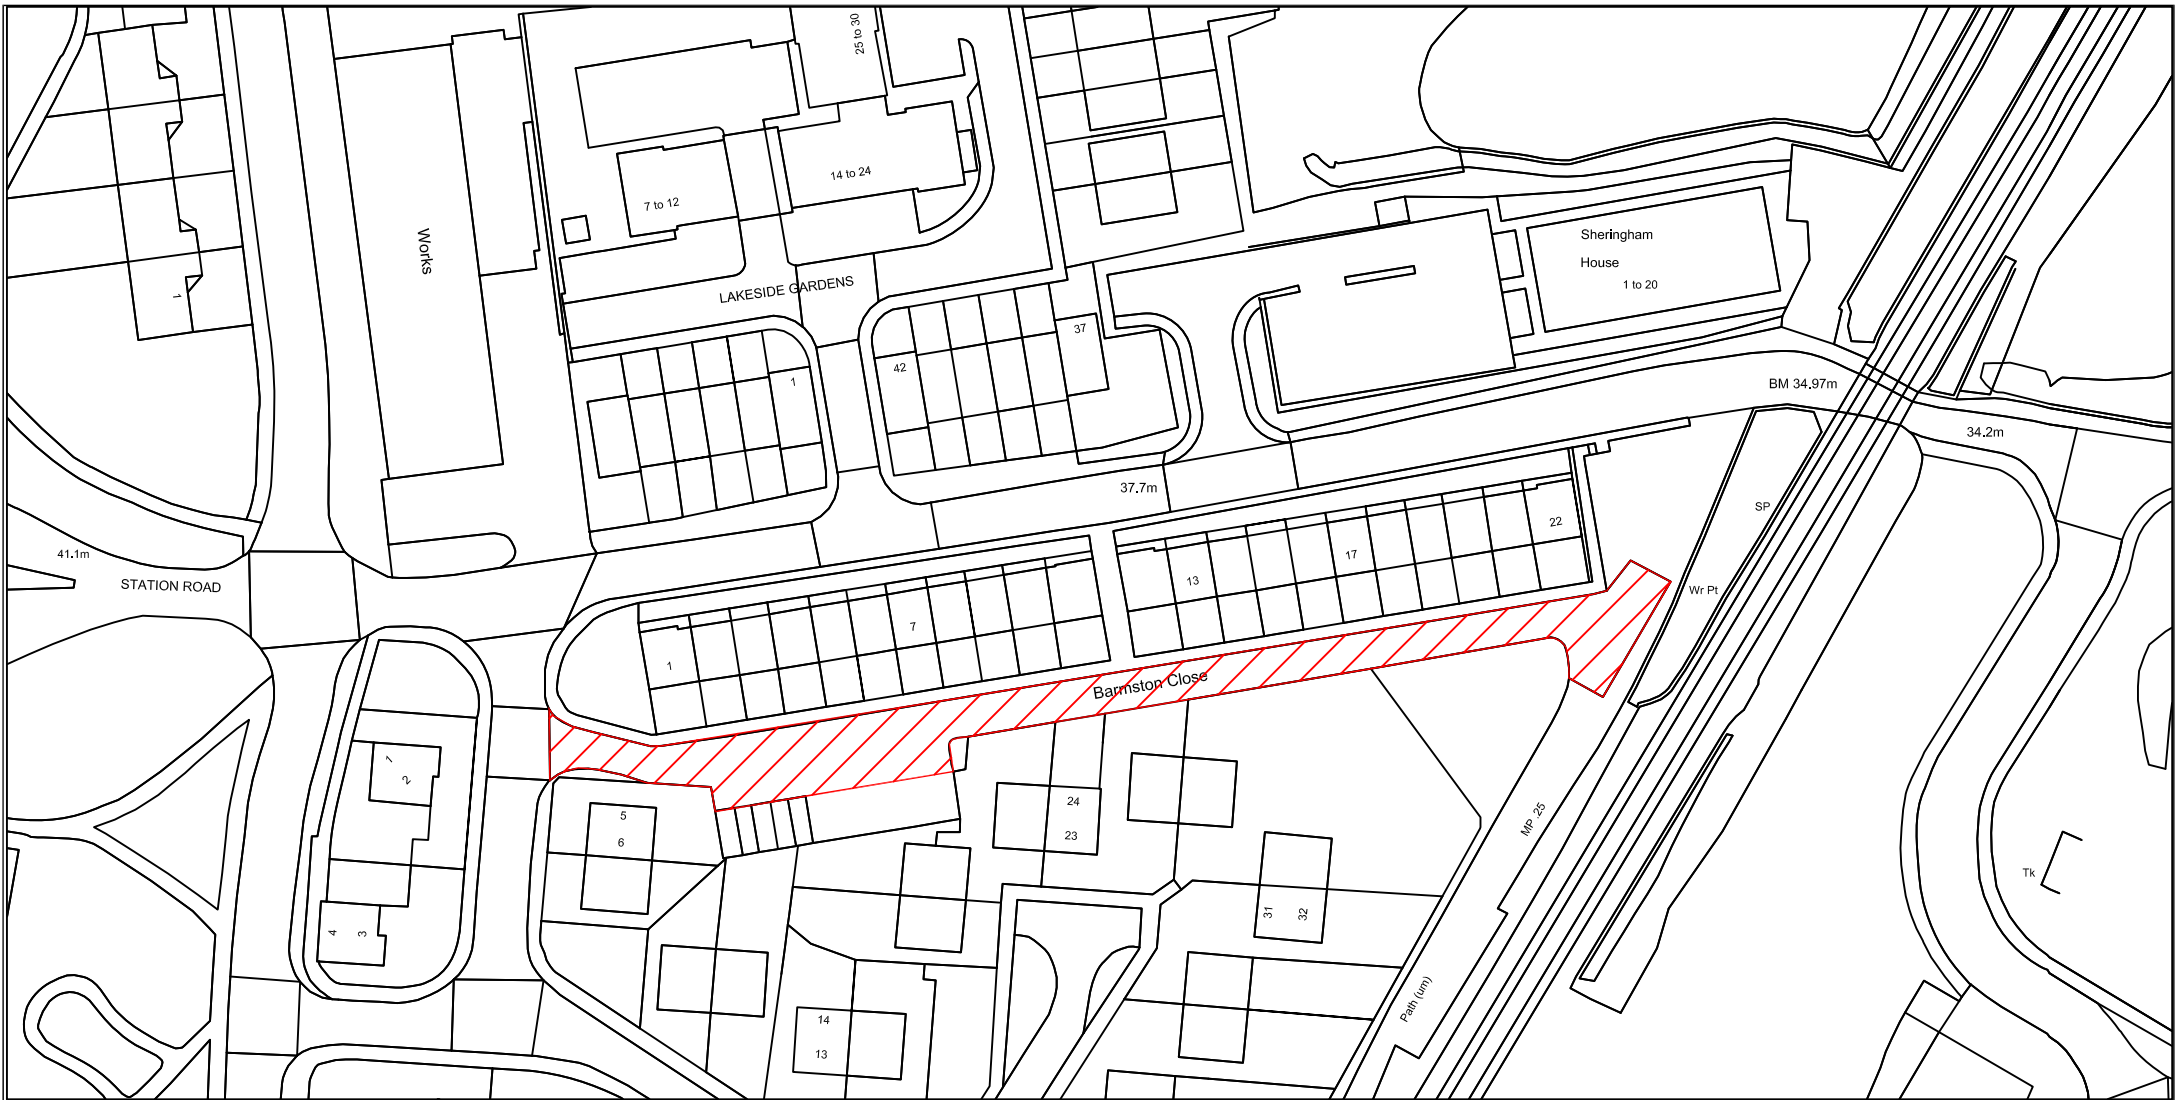 25 to 30
14 to 24
7 to 12
Works
1
LAKESIDE GARDENS
Sheringham
House
1 to 20
37
42
1
BM 34.97m
34.2m
37.7m
SP
22
17
13
41.1m
STATION ROAD
Wr Pt
7
1
Barmston Close
1
2
5
6
24
23
MP .25
Tk
31
32
4
3
Path (um)
14
13